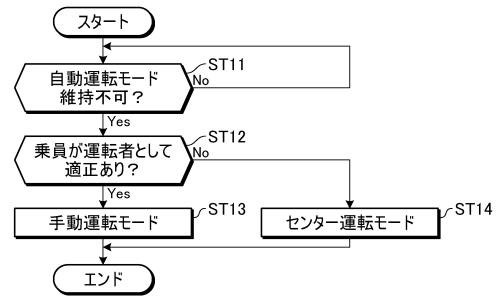 スタート
自動運転モード
維持不可？
ST11
No
Yes
乗員が運転者として
適正あり？
ST12
No
Yes
手動運転モード
ST13
センター運転モード
ST14
エンド